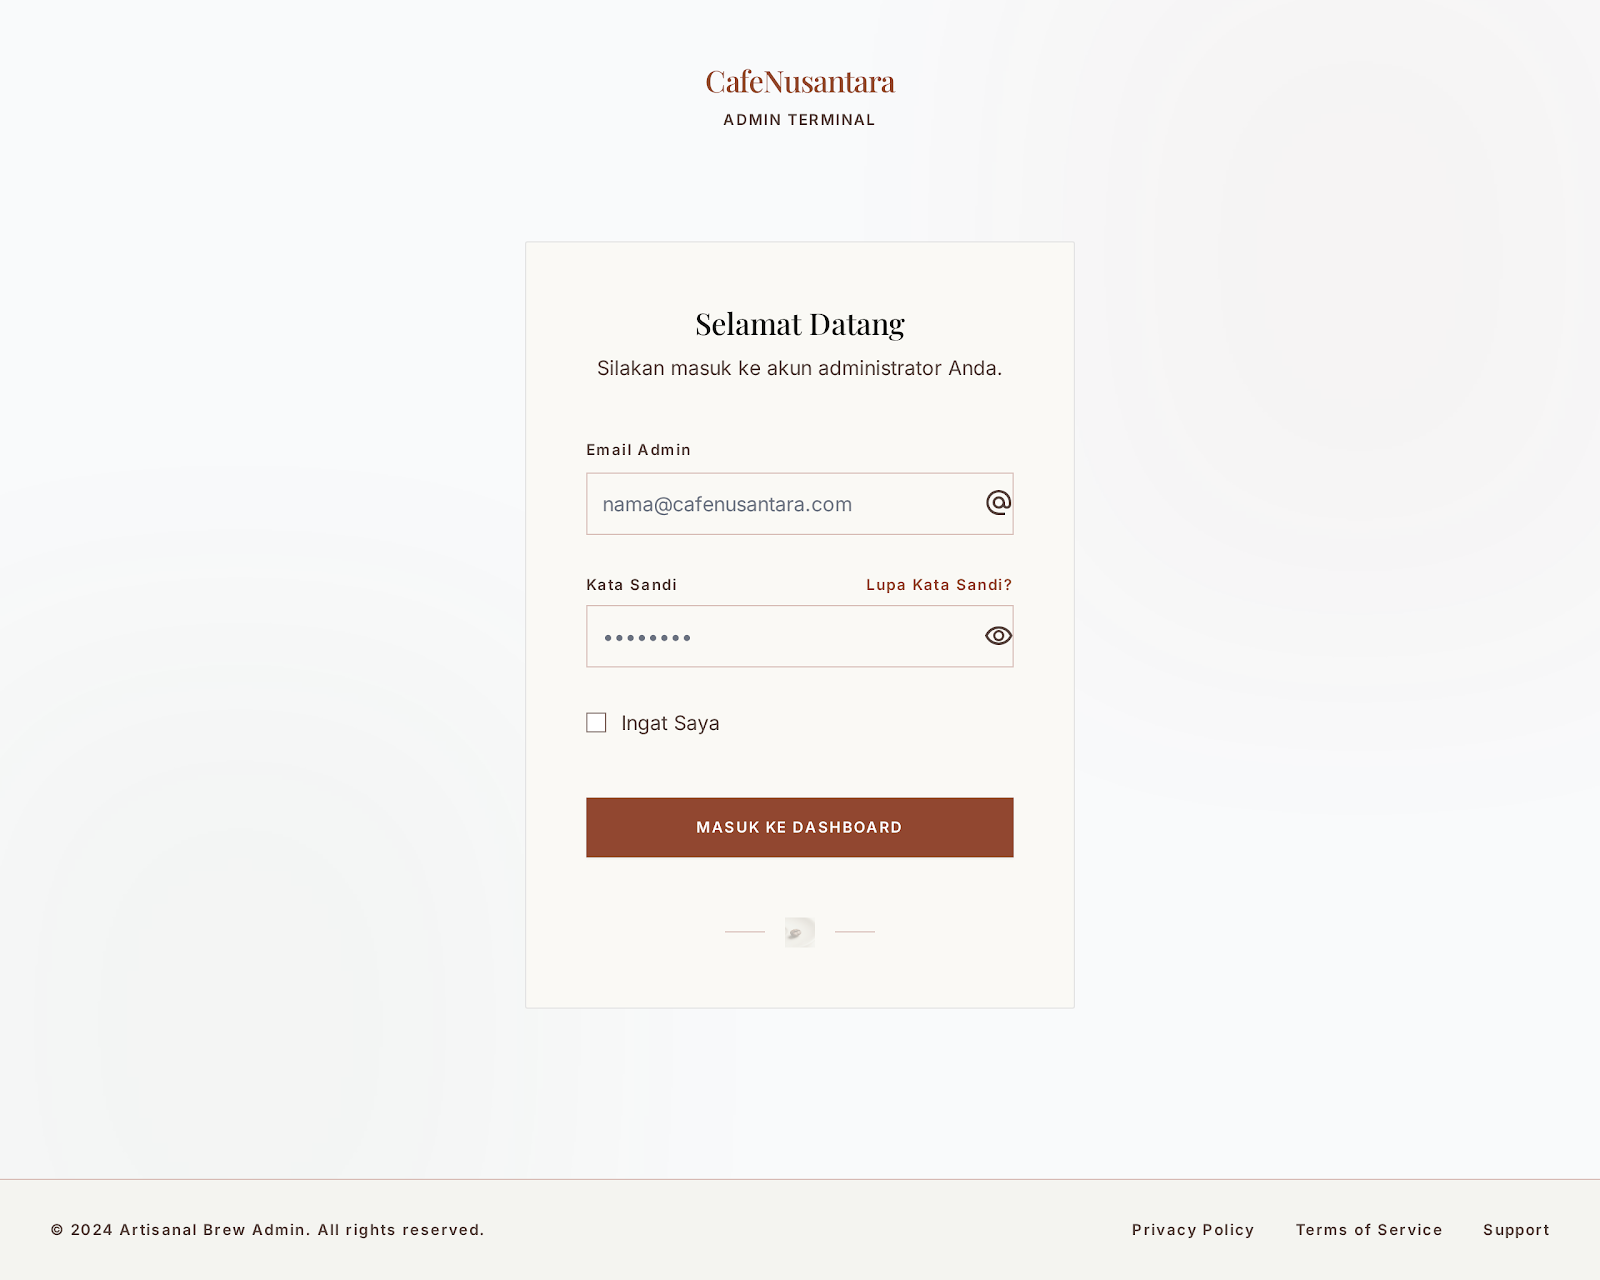 CafeNusantara
ADMIN TERMINAL
Selamat Datang
Silakan masuk ke akun administrator Anda.
Email Admin
nama@cafenusantara.com
Kata Sandi Lupa Kata Sandi?
••••••••
Ingat Saya
MASUK KE DASHBOARD
© 2024 Artisanal Brew Admin. All rights reserved. Privacy Policy Terms of Service Support